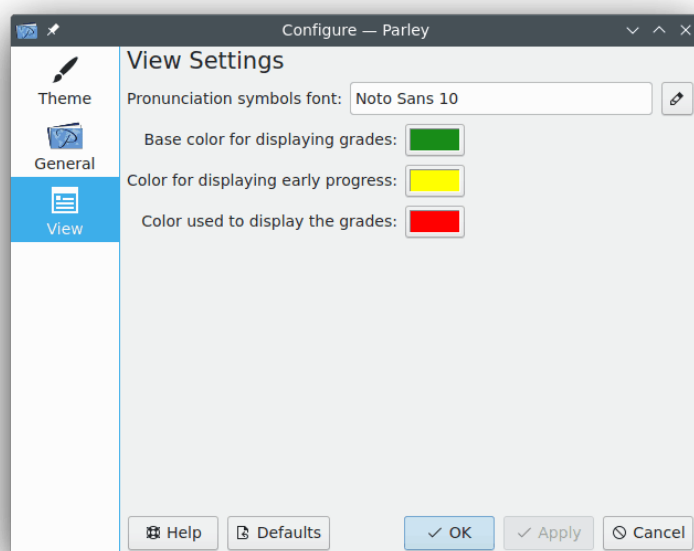 Configure — Parley
Theme
General
View
View Settings
Pronunciation symbols font: Noto Sans 10
Base color for displaying grades:
Color for displaying early progress:
Color used to display the grades:
Help Defaults OK Apply Cancel